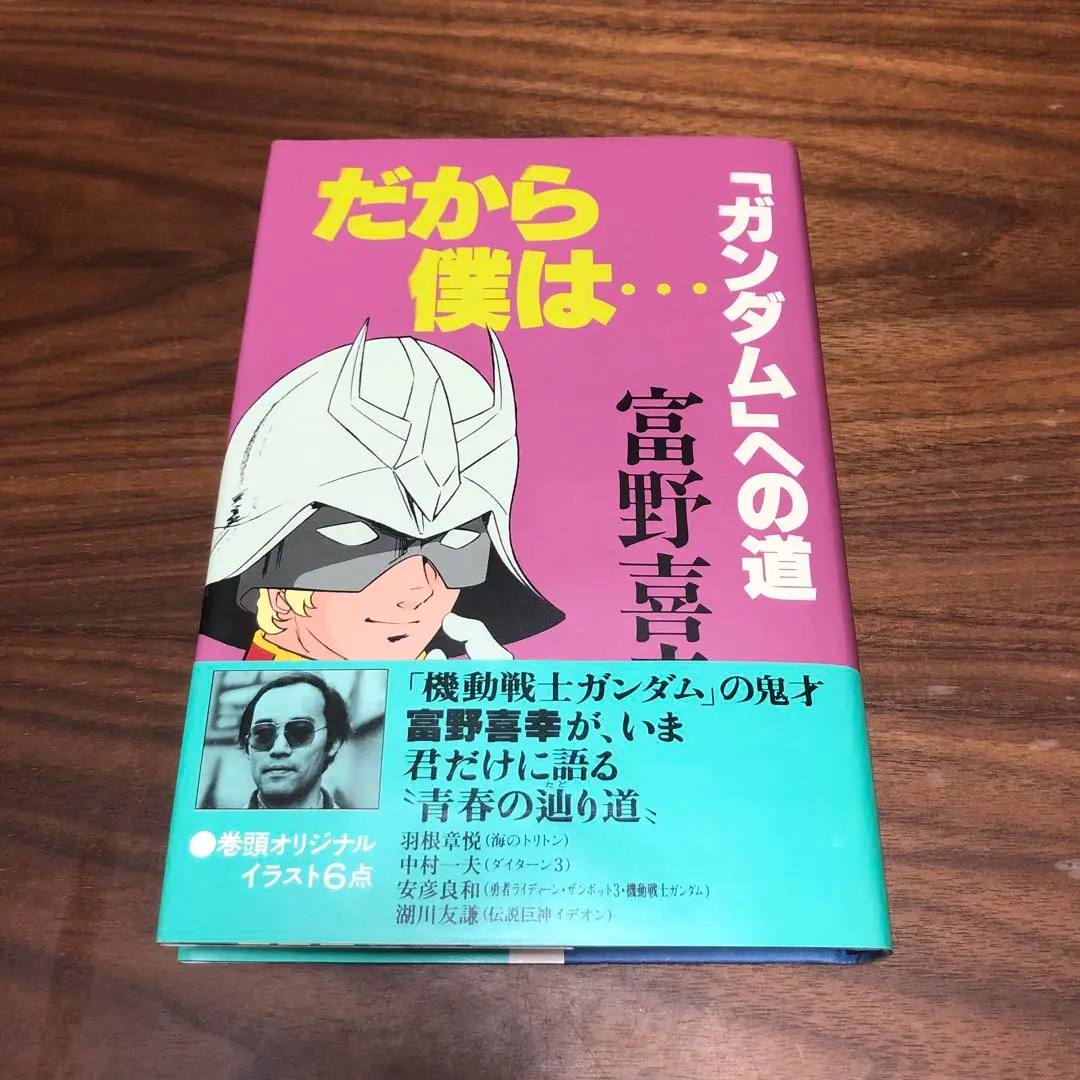 だから
僕は…
「ガンダム」への道
富野喜
「機動戦士ガンダム」の鬼才
富野喜幸が、いま
君だけに語る
〝青春の辿り道〟
たど
●巻頭オリジナル
イラスト6点
羽根章悦（海のトリトン）
中村一夫（ダイターン3）
安彦良和（勇者ライディーン・ザンボット3・機動戦士ガンダム）
湖川友謙（伝説巨神イデオン）